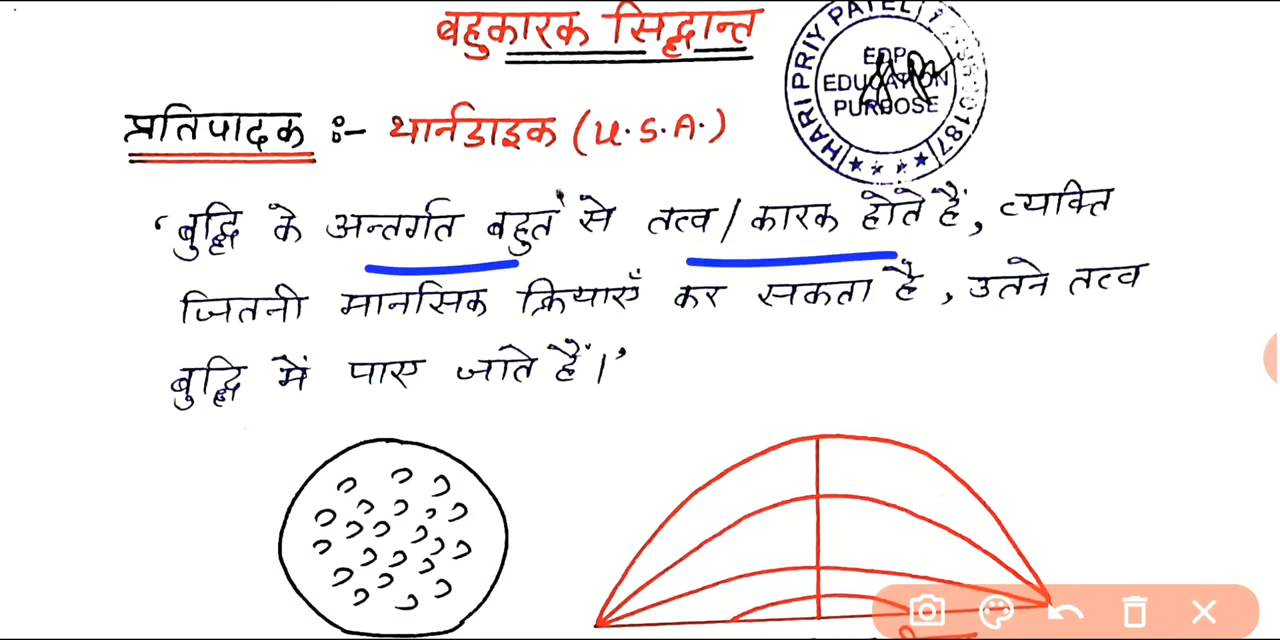 बहुकारक सिद्धान्त
प्रतिपादक :- थार्नडाइक (U.S.A.)
HARI PRIY PATEL
EDP
EDUCATION
PURBOSE
'बुद्धि के अन्तर्गत बहुत से तत्व/कारक होते हैं, व्यक्ति
जितनी मानसिक क्रियाएँ कर सकता है, उतने तत्व
बुद्धि में पाए जाते हैं।'